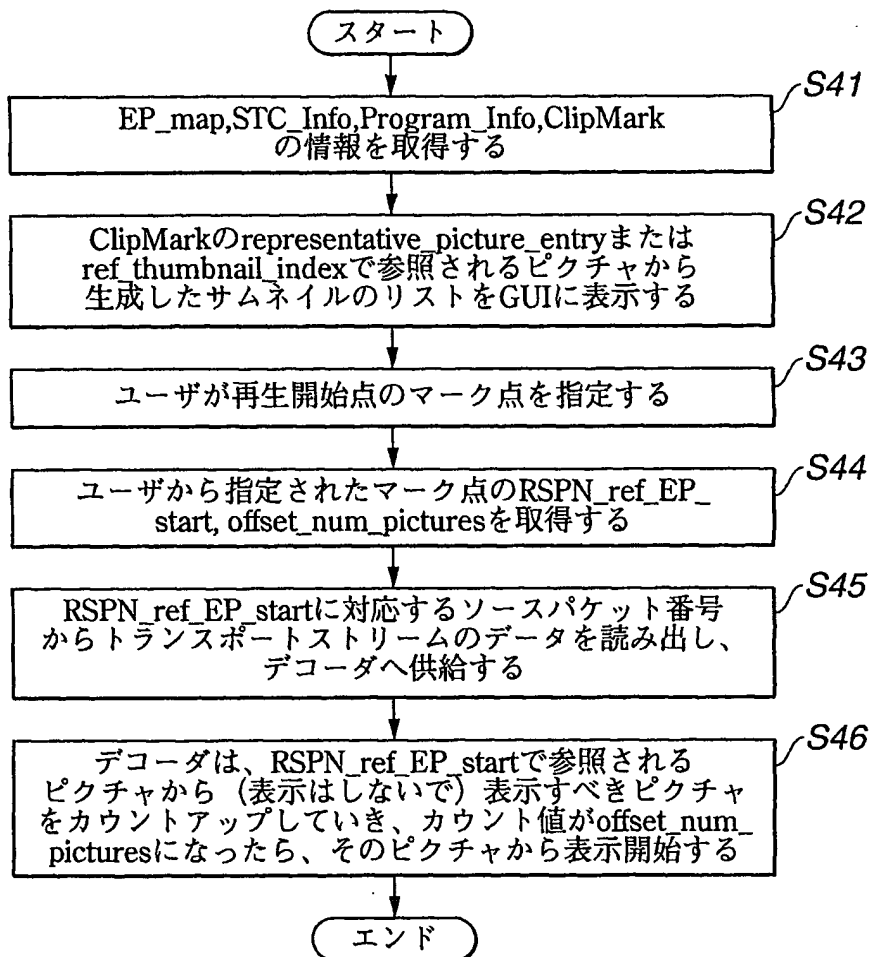 スタート
S41
EP_map,STC_Info,Program_Info,ClipMark
の情報を取得する
S42
ClipMarkのrepresentative_picture_entryまたは
ref_thumbnail_indexで参照されるピクチャから
生成したサムネイルのリストをGUIに表示する
S43
ユーザが再生開始点のマーク点を指定する
S44
ユーザから指定されたマーク点のRSPN_ref_EP_
start, offset_num_picturesを取得する
S45
RSPN_ref_EP_startに対応するソースパケット番号
からトランスポートストリームのデータを読み出し、
デコーダへ供給する
S46
デコーダは、RSPN_ref_EP_startで参照される
ピクチャから（表示はしないで）表示すべきピクチャ
をカウントアップしていき、カウント値がoffset_num_
picturesになったら、そのピクチャから表示開始する
エンド